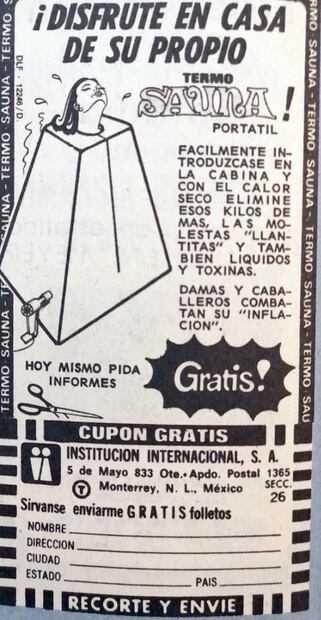 ¡DISFRUTE EN CASA
DE SU PROPIO
DLF - 12246/D.
TERMO
SAUNA!
PORTATIL
FACILMENTE IN-
TRODUZCASE EN
LA CABINA Y
CON EL CALOR
SECO ELIMINE
ESOS KILOS DE
MAS, LAS MO-
LESTAS "LLAN-
TITAS" Y TAM-
BIEN LIQUIDOS
Y TOXINAS.
DAMAS Y CABA-
LLEROS COMBA-
TAN SU "INFLA-
CION".
HOY MISMO PIDA
INFORMES
Gratis!
CUPON GRATIS
INSTITUCION INTERNACIONAL, S. A.
5 de Mayo 833 Ote.-Apdo. Postal 1365
T Monterrey, N. L., México
SECC.
26
Sirvanse enviarme GRATIS folletos
NOMBRE
DIRECCION
CIUDAD
ESTADO PAIS
RECORTE Y ENVIE
TERMO SAUNA - TERMO SAUNA - TERMO SAUNA
TERMO SAUNA - TERMO SAUNA - TERMO SAUNA - TERMO SAU